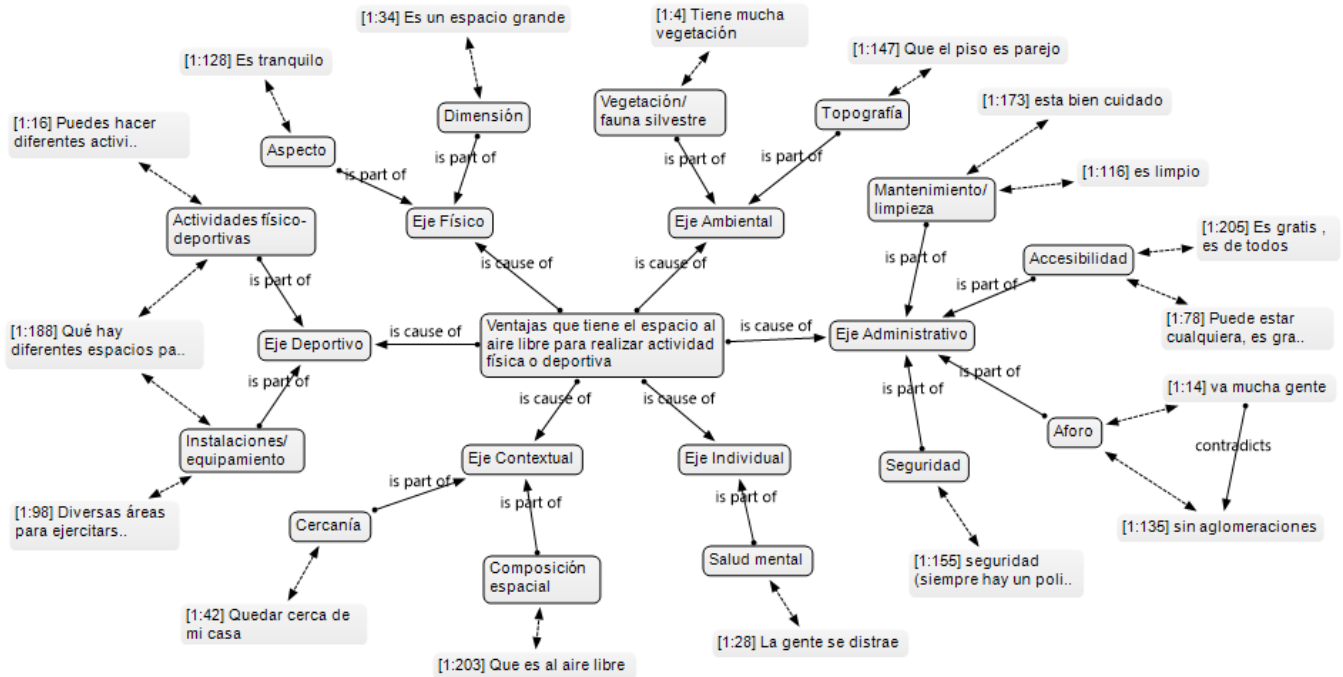 [1:34] Es un espacio grande
[1:4] Tiene mucha
vegetación
[1:147] Que el piso es parejo
[1:128] Es tranquilo
[1:173] esta bien cuidado
[1:16] Puedes hacer
diferentes activi..
Dimensión
Vegetación/
fauna silvestre
Topografía
Aspecto
is part of
is part of
is part of
is part of
[1:116] es limpio
Mantenimiento/
limpieza
Actividades físico-
deportivas
Eje Físico
Eje Ambiental
[1:205] Es gratis ,
es de todos
is part of
Accesibilidad
is cause of
is cause of
is part of
is part of
[1:188] Qué hay
diferentes espacios pa..
Eje Deportivo
is cause of
Ventajas que tiene el espacio al
aire libre para realizar actividad
física o deportiva
is cause of
Eje Administrativo
[1:78] Puede estar
cualquiera, es gra..
is part of
is cause of
is cause of
is part of
is part of
[1:14] va mucha gente
Instalaciones/
equipamiento
Eje Contextual
Eje Individual
Seguridad
Aforo
contradicts
is part of
is part of
is part of
[1:98] Diversas áreas
para ejercitars..
Cercanía
[1:135] sin aglomeraciones
Composición
espacial
Salud mental
[1:155] seguridad
(siempre hay un poli..
[1:42] Quedar cerca de
mi casa
[1:28] La gente se distrae
[1:203] Que es al aire libre